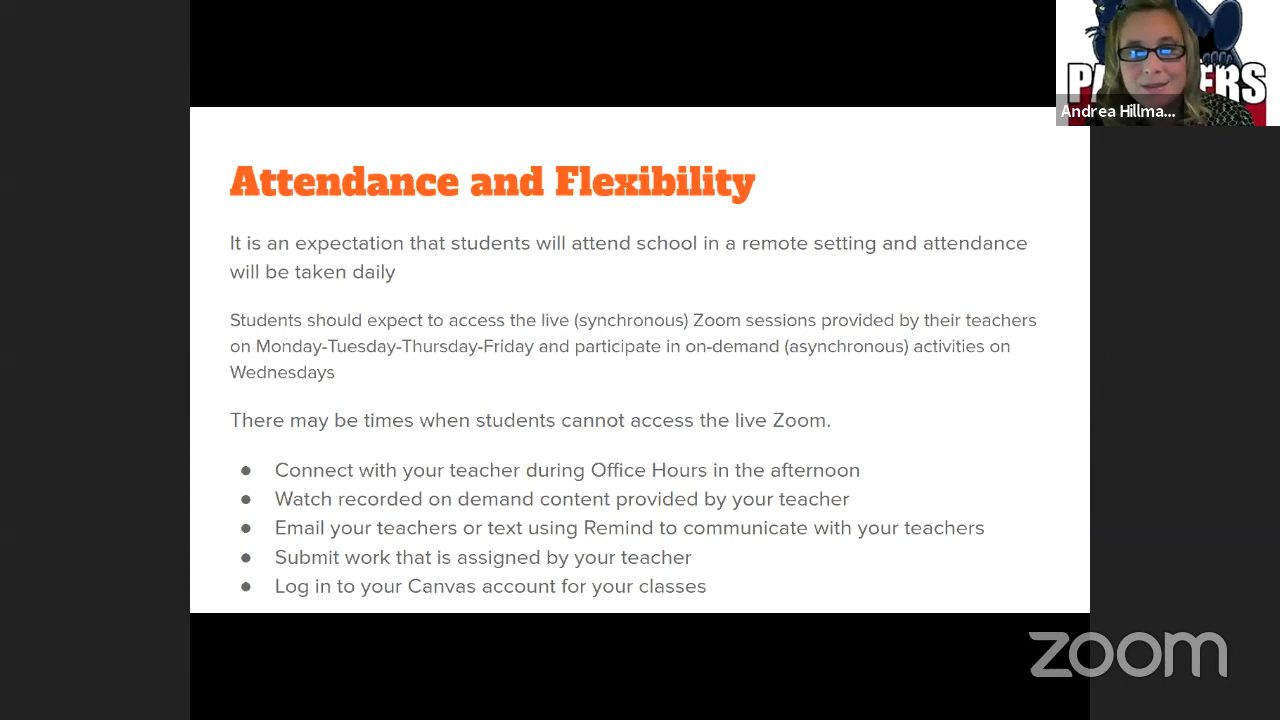 PA ERS
Andrea Hillma...
Attendance and Flexibility
It is an expectation that students will attend school in a remote setting and attendance
will be taken daily
Students should expect to access the live (synchronous) Zoom sessions provided by their teachers
on Monday-Tuesday-Thursday-Friday and participate in on-demand (asynchronous) activities on
Wednesdays
There may be times when students cannot access the live Zoom.
● Connect with your teacher during Office Hours in the afternoon
● Watch recorded on demand content provided by your teacher
● Email your teachers or text using Remind to communicate with your teachers
● Submit work that is assigned by your teacher
● Log in to your Canvas account for your classes
zoom